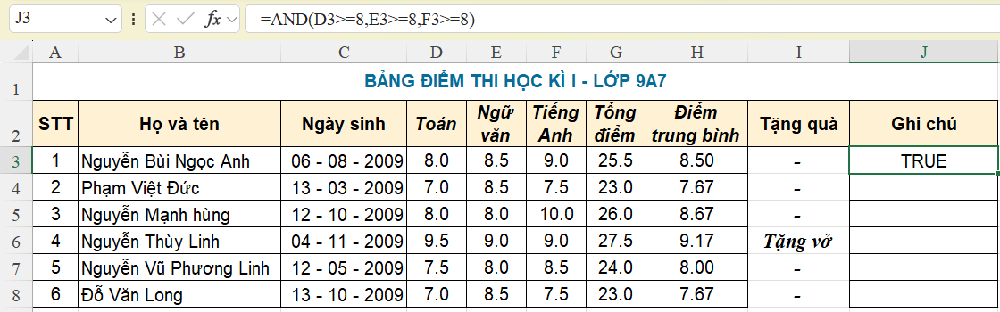 J3 fx =AND(D3>=8,E3>=8,F3>=8)
A B C D E F G H I J
1 BẢNG ĐIỂM THI HỌC KÌ I - LỚP 9A7
2 STT Họ và tên Ngày sinh Toán Ngữ văn Tiếng Anh Tổng điểm Điểm trung bình Tặng quà Ghi chú
3 1 Nguyễn Bùi Ngọc Anh 06 - 08 - 2009 8.0 8.5 9.0 25.5 8.50 - TRUE
4 2 Phạm Việt Đức 13 - 03 - 2009 7.0 8.5 7.5 23.0 7.67 -
5 3 Nguyễn Mạnh hùng 12 - 10 - 2009 8.0 8.0 10.0 26.0 8.67 -
6 4 Nguyễn Thùy Linh 04 - 11 - 2009 9.5 9.0 9.0 27.5 9.17 Tặng vở
7 5 Nguyễn Vũ Phương Linh 12 - 05 - 2009 7.5 8.0 8.5 24.0 8.00 -
8 6 Đỗ Văn Long 13 - 10 - 2009 7.0 8.5 7.5 23.0 7.67 -